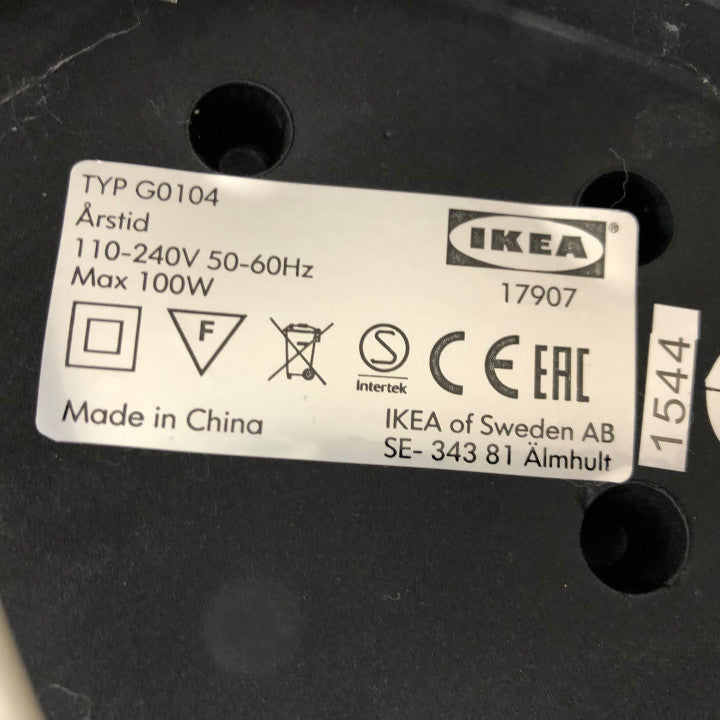 TYP G0104
Årstid
110-240V 50-60Hz
Max 100W
IKEA®
17907
F
S
Intertek
CE EAC
Made in China
IKEA of Sweden AB
SE- 343 81 Älmhult
1544